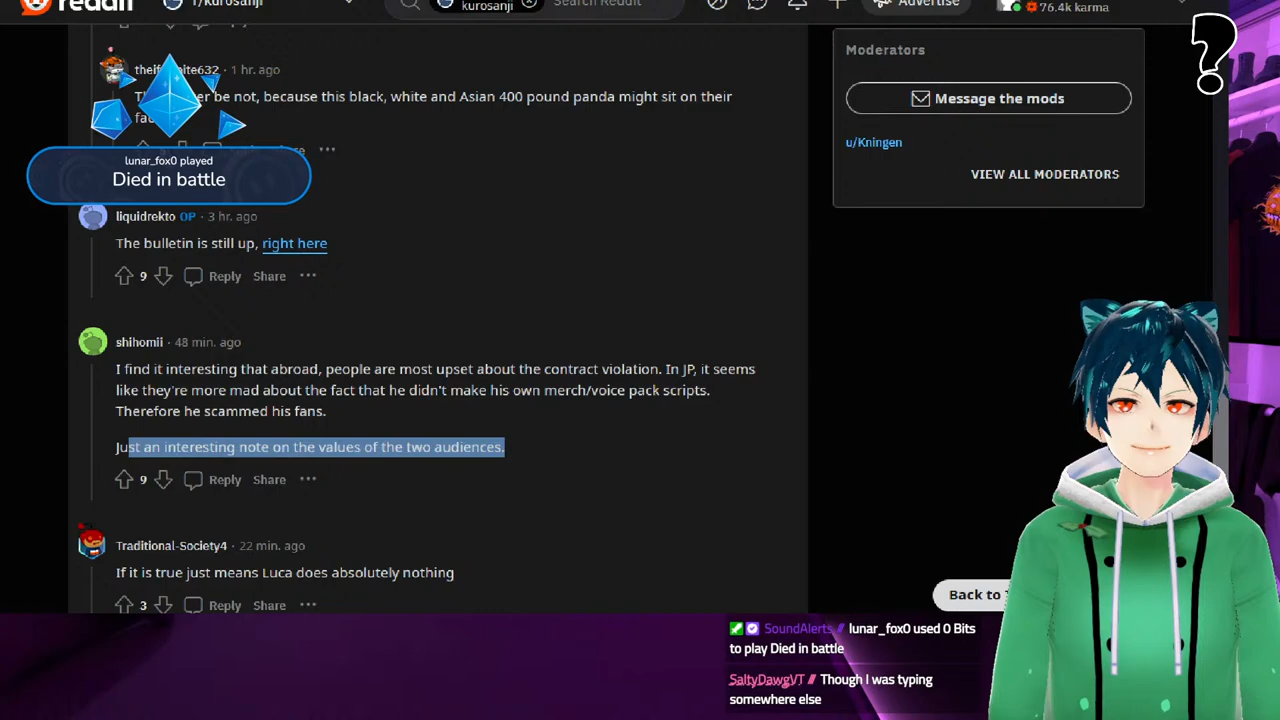 reddit
r/kurosanji
kurosanji
Search Reddit
Advertise
76.4k karma
1 hr. ago
be not, because this black, white and Asian 400 pound panda might sit on their
lunar_fox0 played
Died in battle
liquidrekto OP · 3 hr. ago
The bulletin is still up, right here
9 Reply Share ···
shihomii · 48 min. ago
I find it interesting that abroad, people are most upset about the contract violation. In JP, it seems
like they're more mad about the fact that he didn't make his own merch/voice pack scripts.
Therefore he scammed his fans.
Just an interesting note on the values of the two audiences.
9 Reply Share ···
Traditional-Society4 · 22 min. ago
If it is true just means Luca does absolutely nothing
3 Reply Share ···
Moderators
Message the mods
u/Kningen
VIEW ALL MODERATORS
?
Back to
SoundAlerts // lunar_fox0 used 0 Bits
to play Died in battle
SaltyDawgVT // Though I was typing
somewhere else